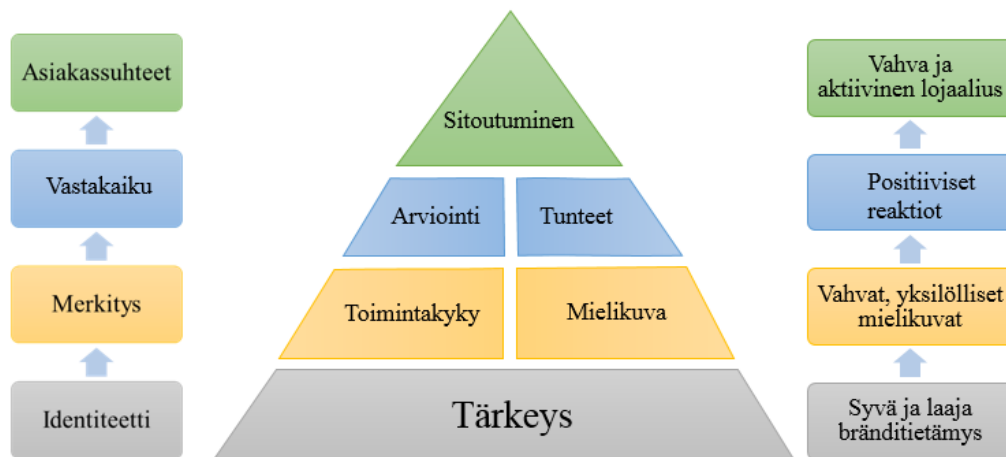 Asiakassuhteet
Vastakaiku
Merkitys
Identiteetti
Sitoutuminen
Arviointi
Tunteet
Toimintakyky
Mielikuva
Tärkeys
Vahva ja
aktiivinen lojaalius
Positiiviset
reaktiot
Vahvat, yksilölliset
mielikuvat
Syvä ja laaja
bränditietämys